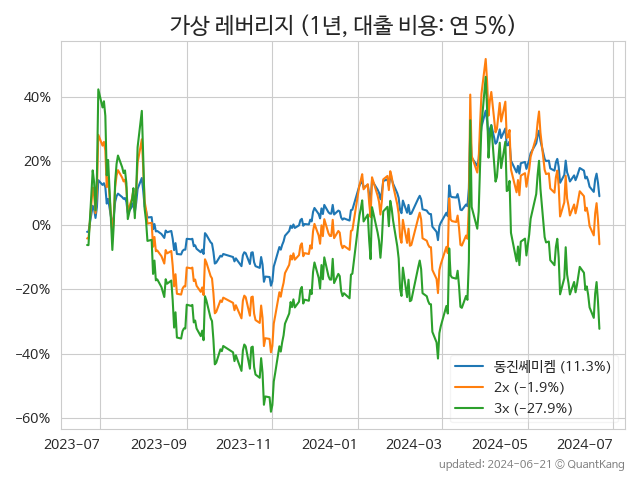 가상 레버리지 (1년, 대출 비용: 연 5%)
40%
20%
0%
−20%
−40%
−60%
2023-07 2023-09 2023-11 2024-01 2024-03 2024-05 2024-07
동진쎄미켐 (11.3%)
2x (−1.9%)
3x (−27.9%)
updated: 2024-06-21 © QuantKang